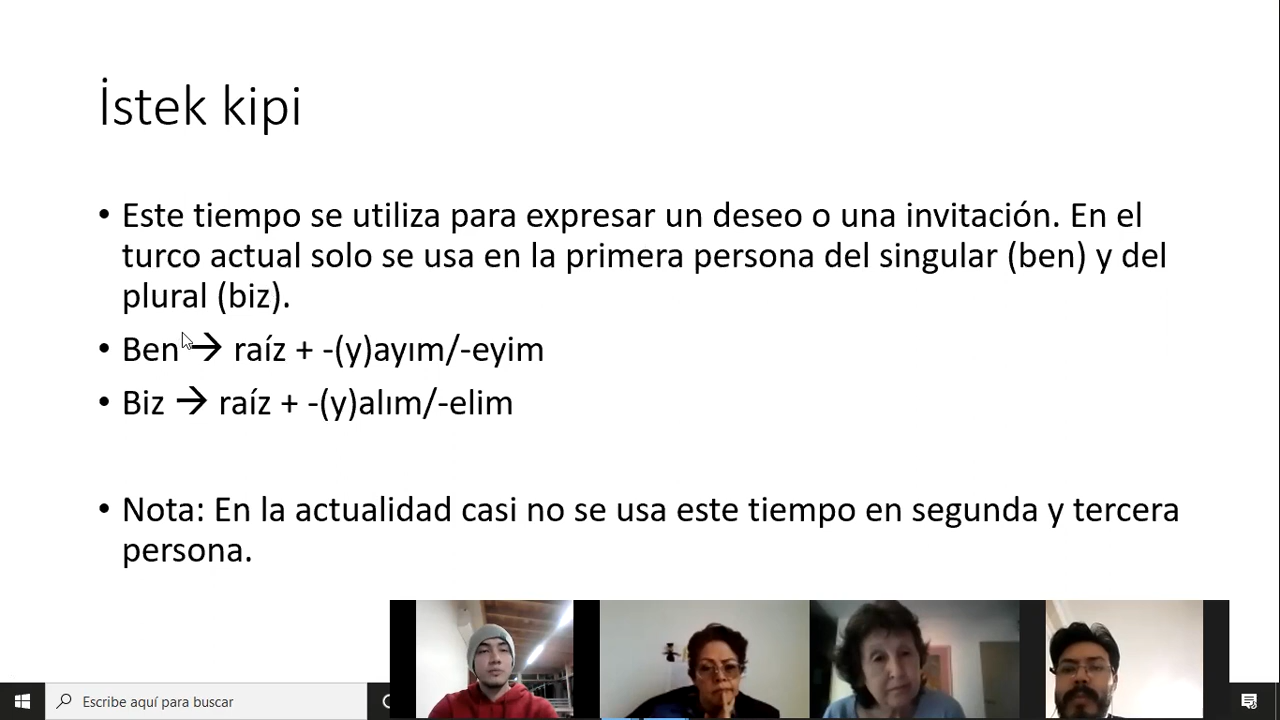 İstek kipi
• Este tiempo se utiliza para expresar un deseo o una invitación. En el
turco actual solo se usa en la primera persona del singular (ben) y del
plural (biz).
• Ben → raíz + -(y)ayım/-eyim
• Biz → raíz + -(y)alım/-elim
• Nota: En la actualidad casi no se usa este tiempo en segunda y tercera
persona.
Escribe aquí para buscar